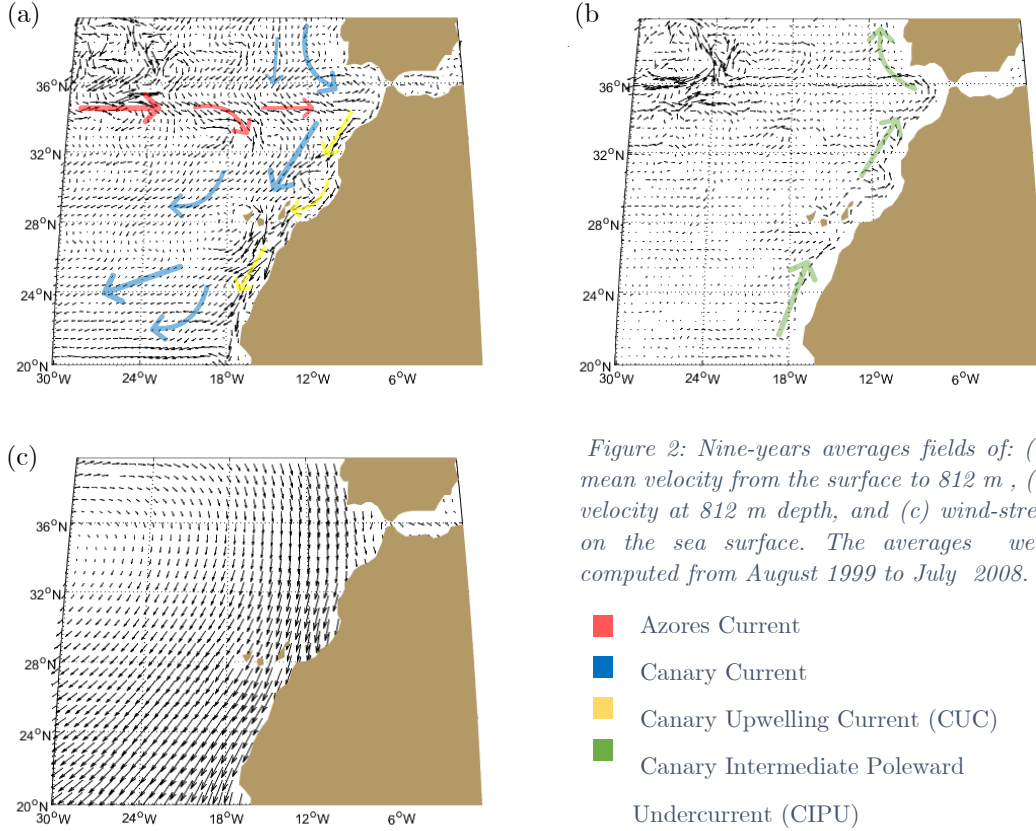 (a)
(b
36°N
32°N
28°N
24°N
20°N
30°W 24°W 18°W 12°W 6°W
36°N
32°N
28°N
24°N
20°N
30°W 24°W 18°W 12°W 6°W
(c)
36°N
32°N
28°N
24°N
20°N
30°W 24°W 18°W 12°W 6°W
Figure 2: Nine-years averages fields of: (
mean velocity from the surface to 812 m , (
velocity at 812 m depth, and (c) wind-stre
on the sea surface. The averages we
computed from August 1999 to July 2008.
Azores Current
Canary Current
Canary Upwelling Current (CUC)
Canary Intermediate Poleward
Undercurrent (CIPU)